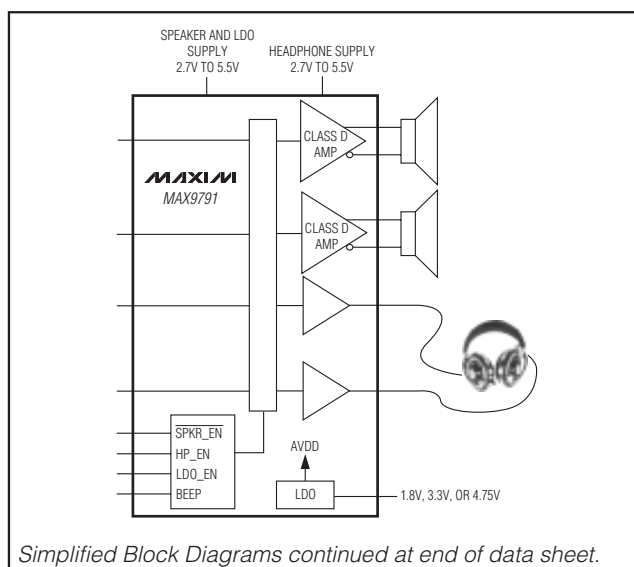 SPEAKER AND LDO
SUPPLY
2.7V TO 5.5V
HEADPHONE SUPPLY
2.7V TO 5.5V
CLASS D
AMP
MAXIM
MAX9791
CLASS D
AMP
SPKR_EN
HP_EN
LDO_EN
BEEP
AVDD
LDO
1.8V, 3.3V, OR 4.75V
Simplified Block Diagrams continued at end of data sheet.